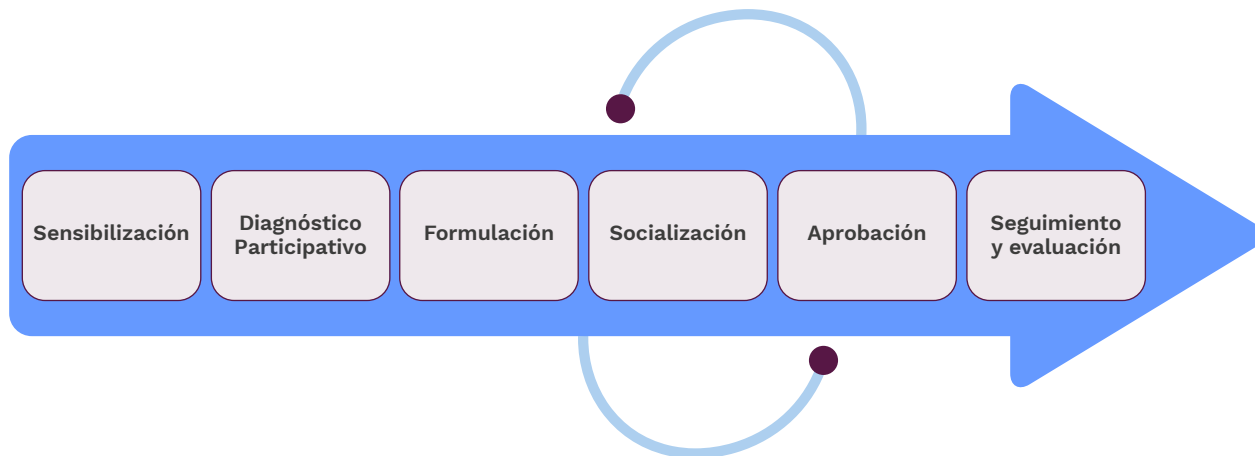 Sensibilización
Diagnóstico
Participativo
Formulación
Socialización
Aprobación
Seguimiento
y evaluación